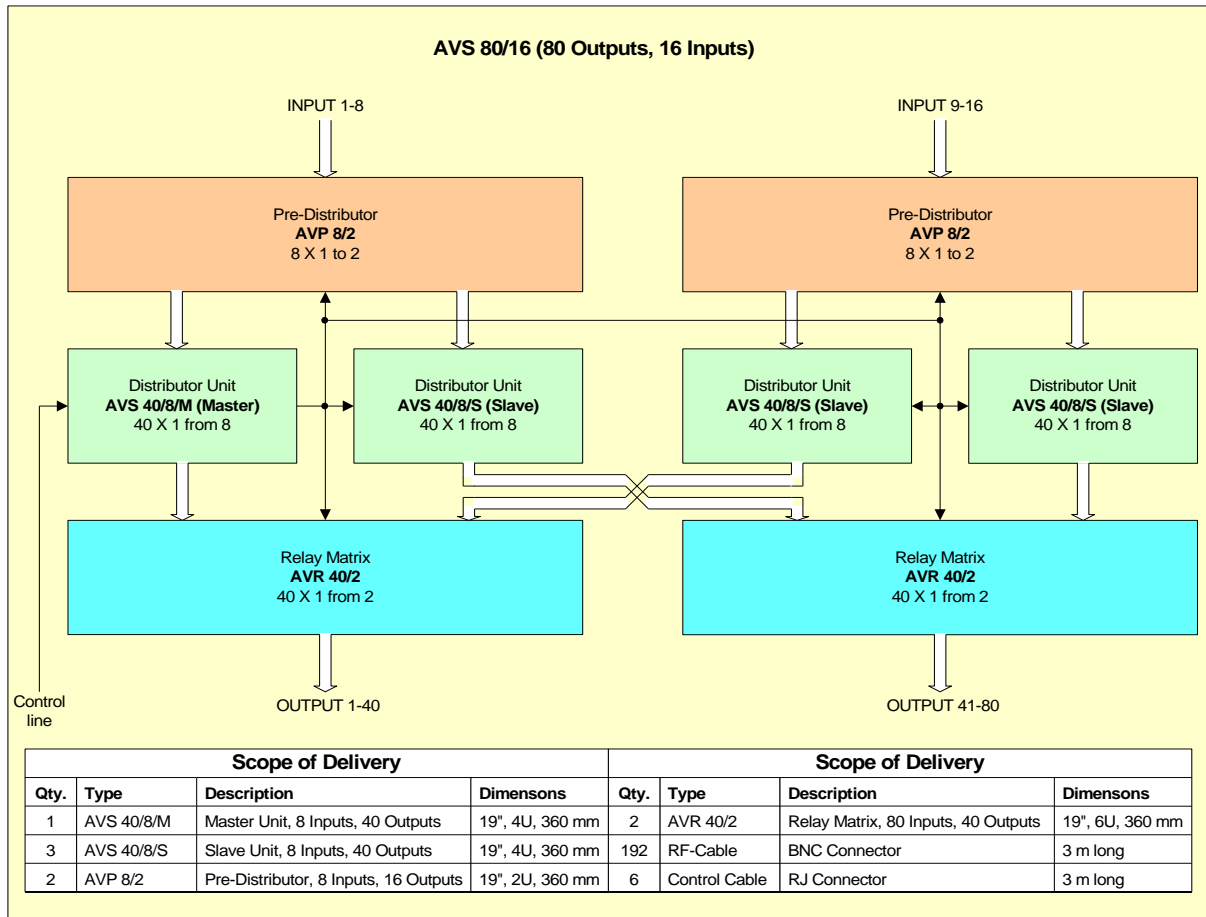 AVS 80/16 (80 Outputs, 16 Inputs)
INPUT 1-8
INPUT 9-16
Pre-Distributor
AVP 8/2
8 X 1 to 2
Pre-Distributor
AVP 8/2
8 X 1 to 2
Distributor Unit
AVS 40/8/M (Master)
40 X 1 from 8
Distributor Unit
AVS 40/8/S (Slave)
40 X 1 from 8
Distributor Unit
AVS 40/8/S (Slave)
40 X 1 from 8
Distributor Unit
AVS 40/8/S (Slave)
40 X 1 from 8
Relay Matrix
AVR 40/2
40 X 1 from 2
Relay Matrix
AVR 40/2
40 X 1 from 2
Control
line
OUTPUT 1-40
OUTPUT 41-80
Scope of Delivery Scope of Delivery
Qty. Type Description Dimensons Qty. Type Description Dimensons
1 AVS 40/8/M Master Unit, 8 Inputs, 40 Outputs 19", 4U, 360 mm 2 AVR 40/2 Relay Matrix, 80 Inputs, 40 Outputs 19", 6U, 360 mm
3 AVS 40/8/S Slave Unit, 8 Inputs, 40 Outputs 19", 4U, 360 mm 192 RF-Cable BNC Connector 3 m long
2 AVP 8/2 Pre-Distributor, 8 Inputs, 16 Outputs 19", 2U, 360 mm 6 Control Cable RJ Connector 3 m long